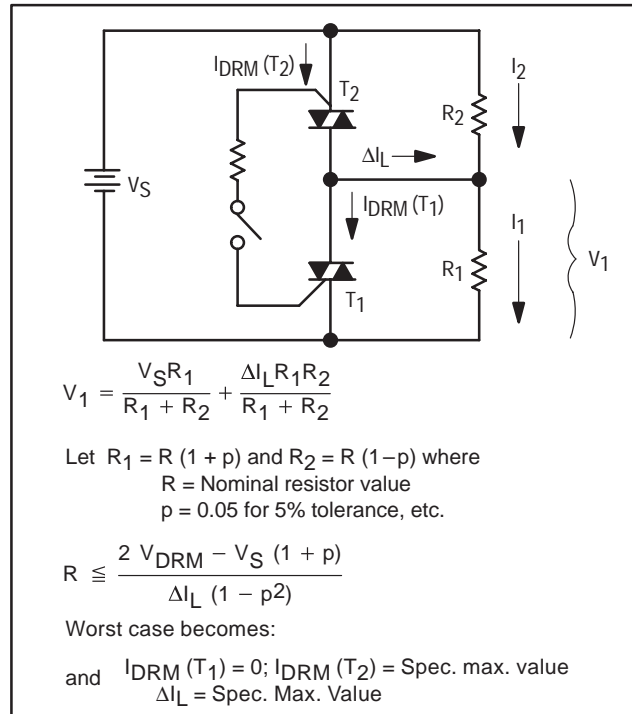 I_DRM (T_2)
T_2
I_2
R_2
ΔI_L
V_S
I_DRM (T_1)
I_1
R_1
V_1
T_1
V_1 = V_S R_1 / (R_1 + R_2) + ΔI_L R_1 R_2 / (R_1 + R_2)
Let R_1 = R (1 + p) and R_2 = R (1 – p) where
R = Nominal resistor value
p = 0.05 for 5% tolerance, etc.
R ≦ (2 V_DRM – V_S (1 + p)) / (ΔI_L (1 – p²))
Worst case becomes:
and I_DRM (T_1) = 0; I_DRM (T_2) = Spec. max. value
ΔI_L = Spec. Max. Value